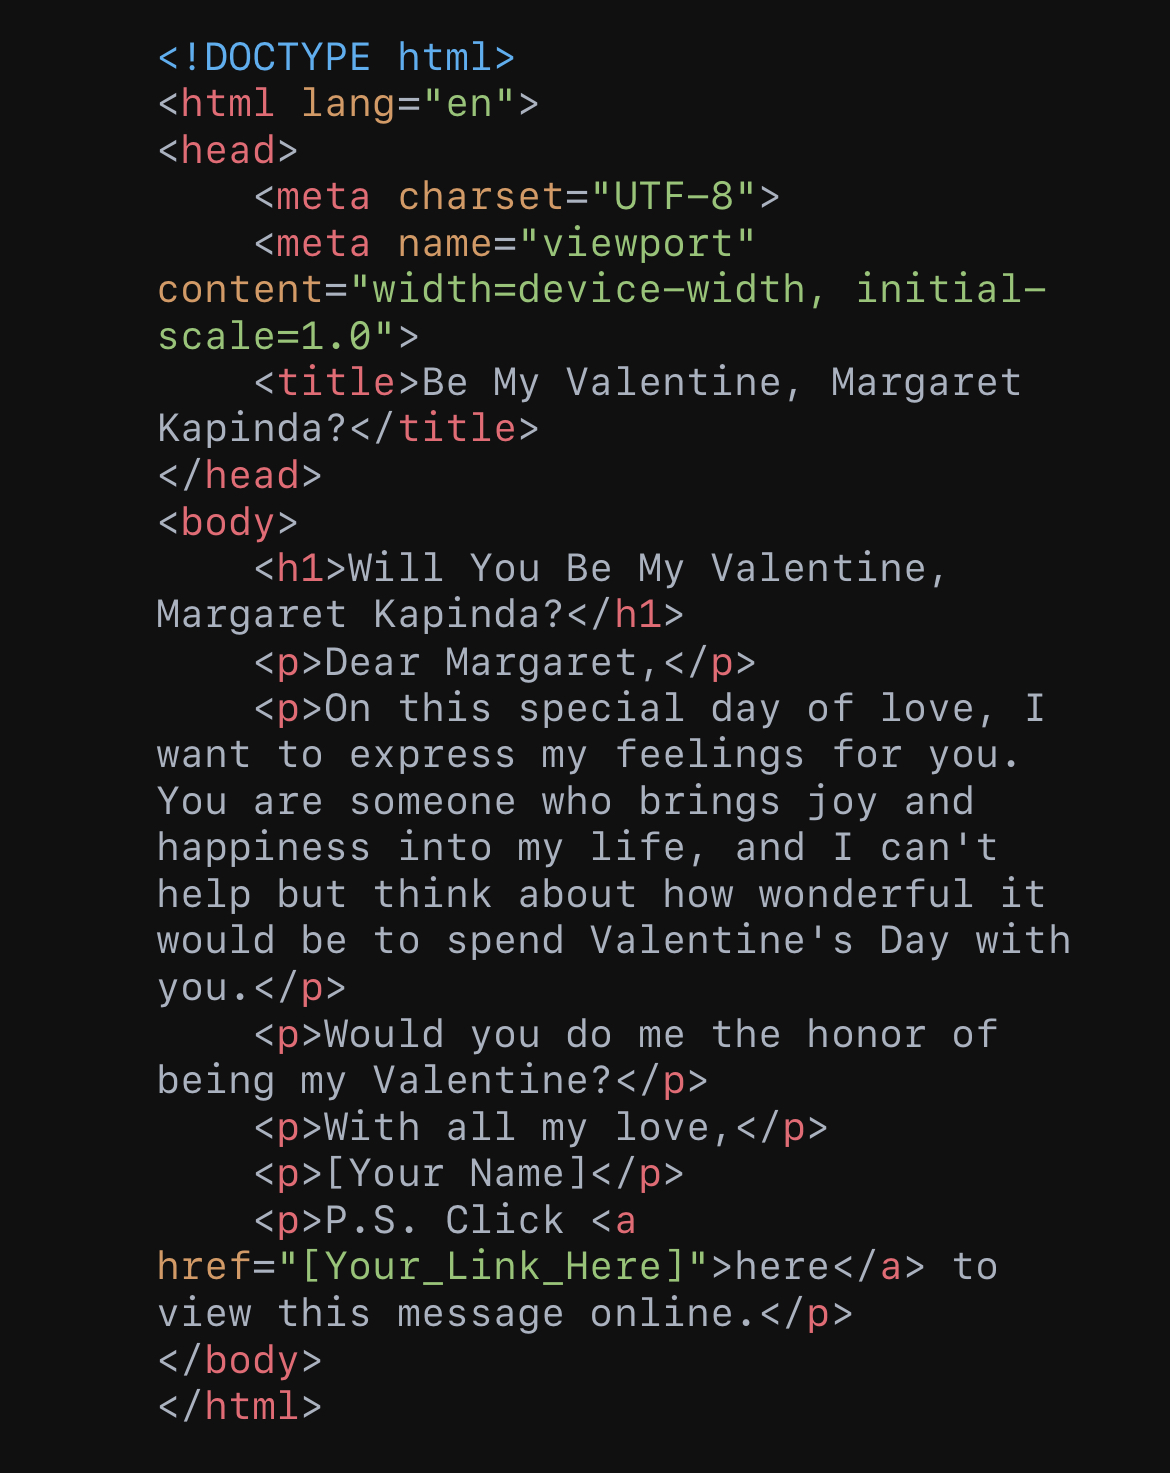 <!DOCTYPE html>
<html lang="en">
<head>
    <meta charset="UTF-8">
    <meta name="viewport"
content="width=device-width, initial-
scale=1.0">
    <title>Be My Valentine, Margaret
Kapinda?</title>
</head>
<body>
    <h1>Will You Be My Valentine,
Margaret Kapinda?</h1>
    <p>Dear Margaret,</p>
    <p>On this special day of love, I
want to express my feelings for you.
You are someone who brings joy and
happiness into my life, and I can't
help but think about how wonderful it
would be to spend Valentine's Day with
you.</p>
    <p>Would you do me the honor of
being my Valentine?</p>
    <p>With all my love,</p>
    <p>[Your Name]</p>
    <p>P.S. Click <a
href="[Your_Link_Here]">here</a> to
view this message online.</p>
</body>
</html>